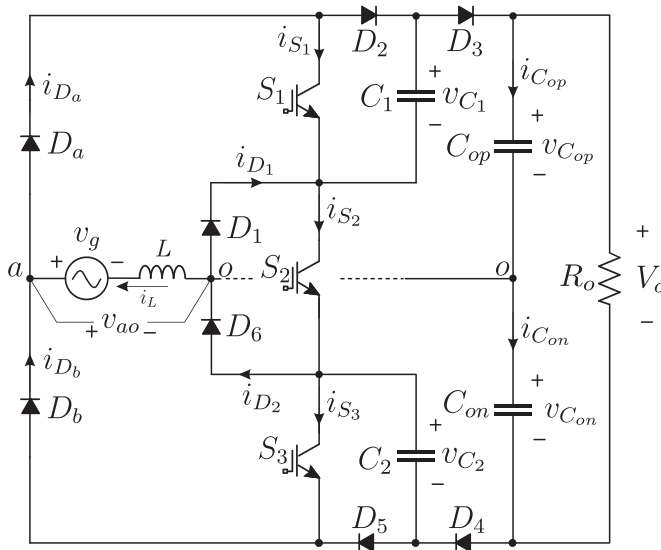 i_{S_1} D_2 D_3
i_{D_a} S_1 C_1 + v_{C_1} − i_{C_{op}}
D_a i_{D_1} C_{op} + v_{C_{op}} −
v_g L D_1 i_{S_2}
a + − o S_2 o R_o + V_o −
i_L
+ v_{ao} − D_6
i_{D_b} i_{D_2} i_{S_3} i_{C_{on}}
D_b S_3 C_2 + v_{C_2} − C_{on} + v_{C_{on}} −
D_5 D_4